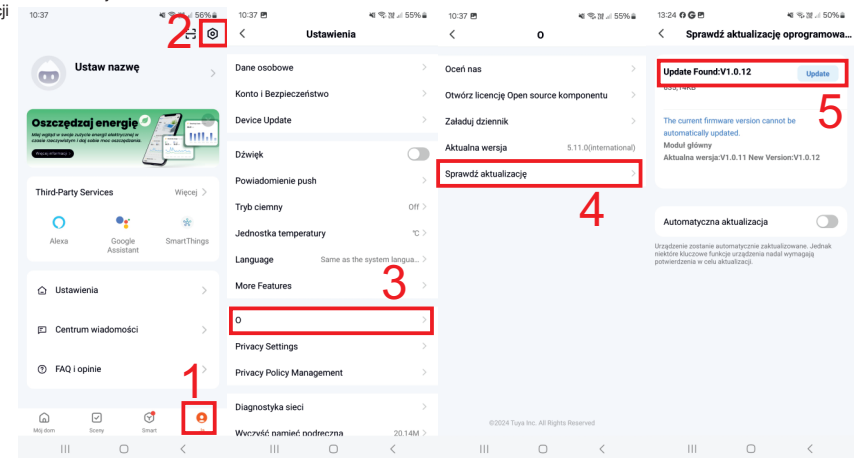 cji
10:37
56%
2
Ustaw nazwę
Oszczędzaj energię
Third-Party Services
Więcej
Alexa
Google
Assistant
SmartThings
Ustawienia
Centrum wiadomości
FAQ i opinie
1
Mój dom
Sceny
Smart
10:37
55%
Ustawienia
Dane osobowe
Konto i Bezpieczeństwo
Device Update
Dźwięk
Powiadomienie push
Tryb ciemny
Off
Jednostka temperatury
°C
Language
Same as the system langua...
More Features
3
O
Privacy Settings
Privacy Policy Management
Diagnostyka sieci
Wyczyść pamięć podręczną
20.14M
10:37
55%
O
Oceń nas
Otwórz licencję Open source komponentu
Załaduj dziennik
Aktualna wersja
5.11.0(international)
Sprawdź aktualizację
4
©2024 Tuya Inc. All Rights Reserved
13:24
50%
Sprawdź aktualizację oprogramowa...
Update Found:V1.0.12
Update
5
The current firmware version cannot be
automatically updated.
Moduł główny
Aktualna wersja:V1.0.11 New Version:V1.0.12
Automatyczna aktualizacja
Urządzenie zostanie automatycznie zaktualizowane. Jednak
niektóre kluczowe funkcje urządzenia nadal wymagają
potwierdzenia w celu aktualizacji.